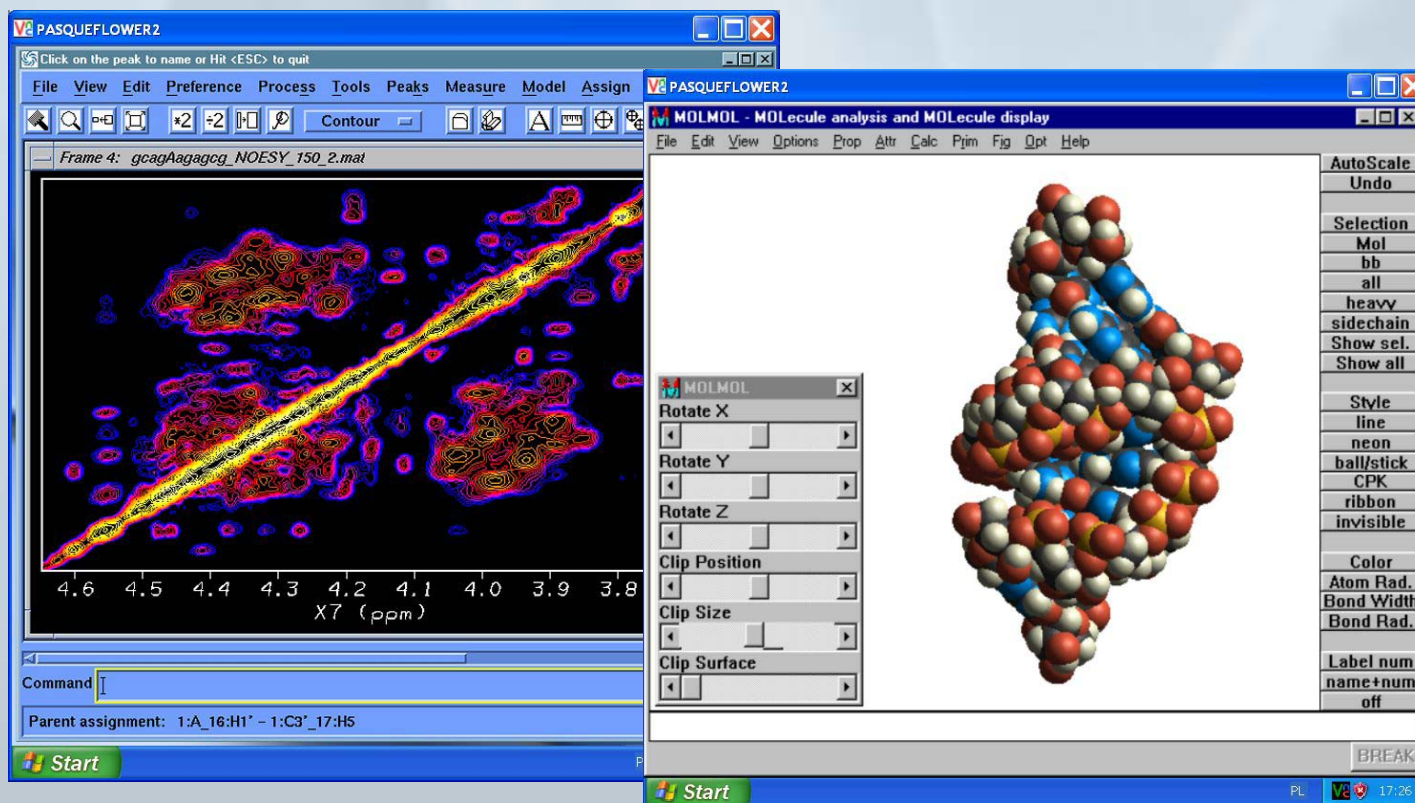 PASQUEFLOWER2
Click on the peak to name or Hit <ESC> to quit
File View Edit Preference Process Tools Peaks Measure Model Assign
*2 ÷2 Contour A
Frame 4: gcagAagagcg_NOESY_150_2.mat
4.6 4.5 4.4 4.3 4.2 4.1 4.0 3.9 3.8
X7 (ppm)
Command
Parent assignment: 1:A_16:H1' - 1:C3'_17:H5
Start
PASQUEFLOWER2
MOLMOL - MOLecule analysis and MOLecule display
File Edit View Options Prop Attr Calc Prim Fig Opt Help
AutoScale
Undo
Selection
Mol
bb
all
heavy
sidechain
Show sel.
Show all
Style
line
neon
ball/stick
CPK
ribbon
invisible
Color
Atom Rad.
Bond Width
Bond Rad.
Label num
name+num
off
MOLMOL
Rotate X
Rotate Y
Rotate Z
Clip Position
Clip Size
Clip Surface
BREAK
Start
PL 17:26